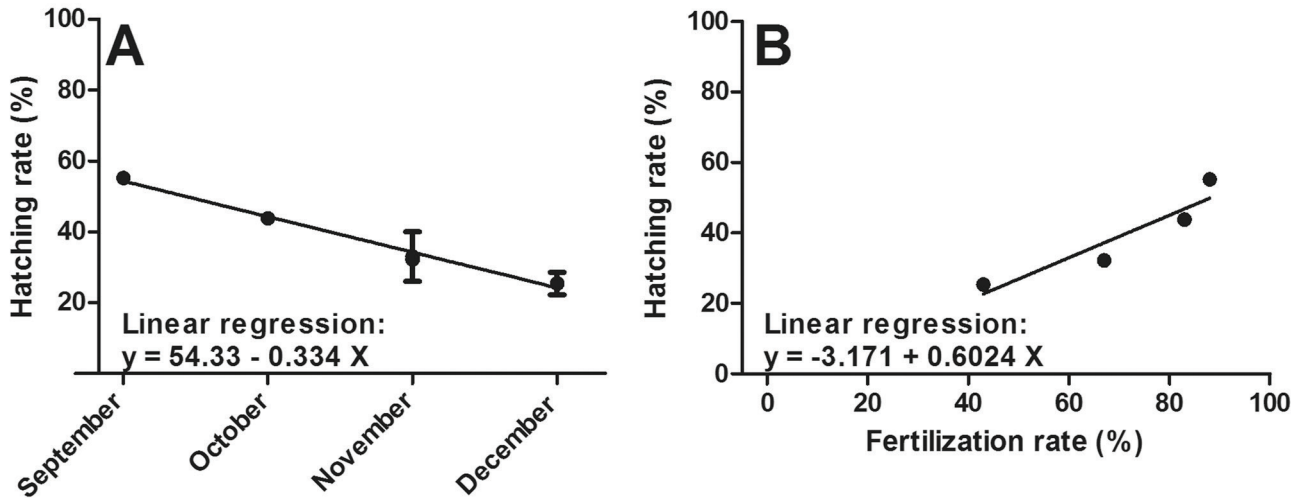 A
Hatching rate (%)
100
80
60
40
20
Linear regression:
y = 54.33 - 0.334 X
September
October
November
December
B
Hatching rate (%)
100
80
60
40
20
0
Linear regression:
y = -3.171 + 0.6024 X
0 20 40 60 80 100
Fertilization rate (%)